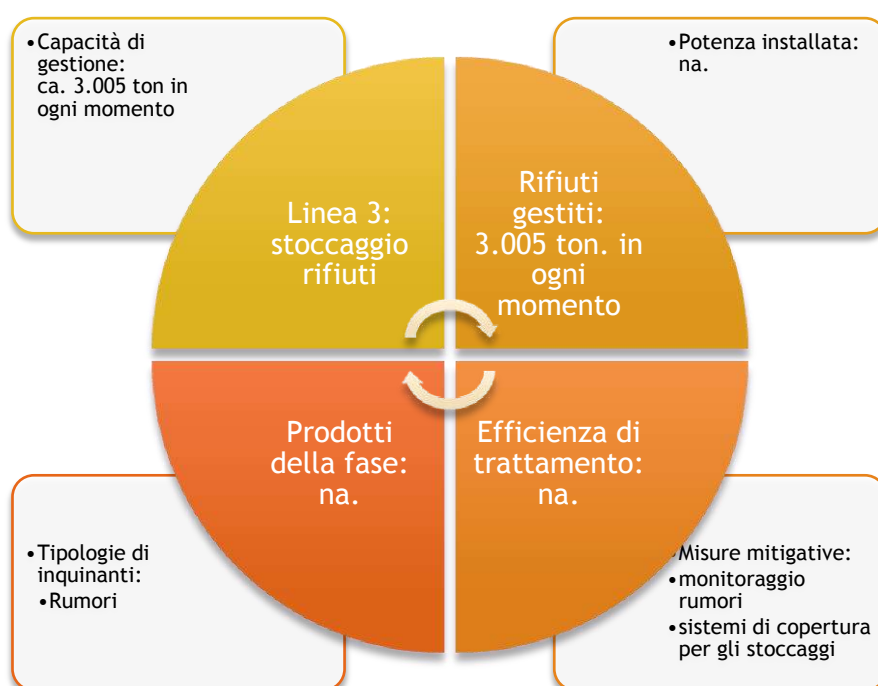 •Capacità di
gestione:
ca. 3.005 ton in
ogni momento
•Potenza installata:
na.
Linea 3:
stoccaggio
rifiuti
Rifiuti
gestiti:
3.005 ton. in
ogni
momento
Prodotti
della fase:
na.
Efficienza di
trattamento:
na.
•Tipologie di
inquinanti:
•Rumori
•Misure mitigative:
•monitoraggio
rumori
•sistemi di copertura
per gli stoccaggi